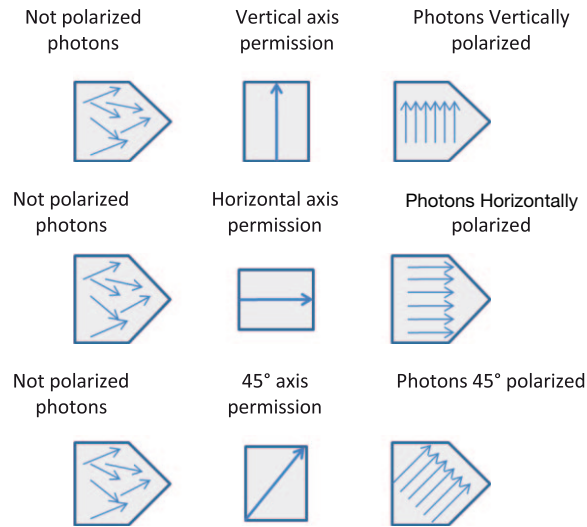 Not polarized
photons
Vertical axis
permission
Photons Vertically
polarized
Not polarized
photons
Horizontal axis
permission
Photons Horizontally
polarized
Not polarized
photons
45° axis
permission
Photons 45° polarized